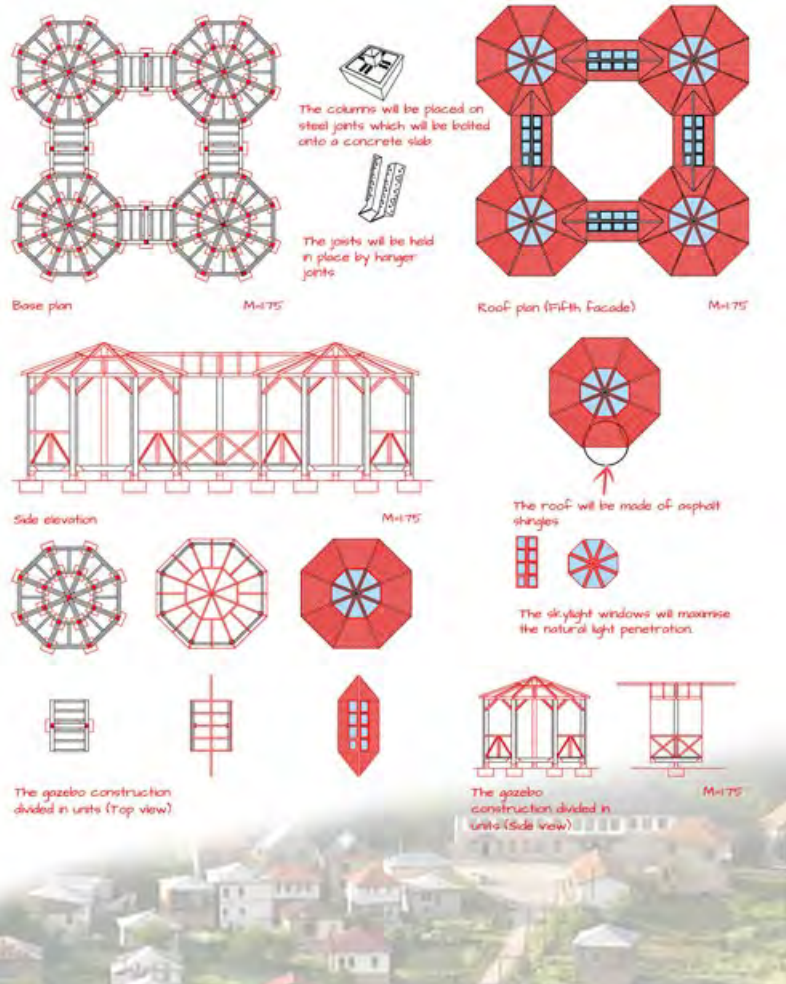 The columns will be placed on
steel joints which will be bolted
onto a concrete slab
The joists will be held
in place by hanger
joints
Base plan
M=1:75
Roof plan (Fifth facade)
M=1:75
Side elevation
M=1:75
The roof will be made of asphalt
shingles
The skylight windows will maximise
the natural light penetration.
The gazebo construction
divided in units (Top view)
The gazebo
construction divided in
units (Side view)
M=1:75